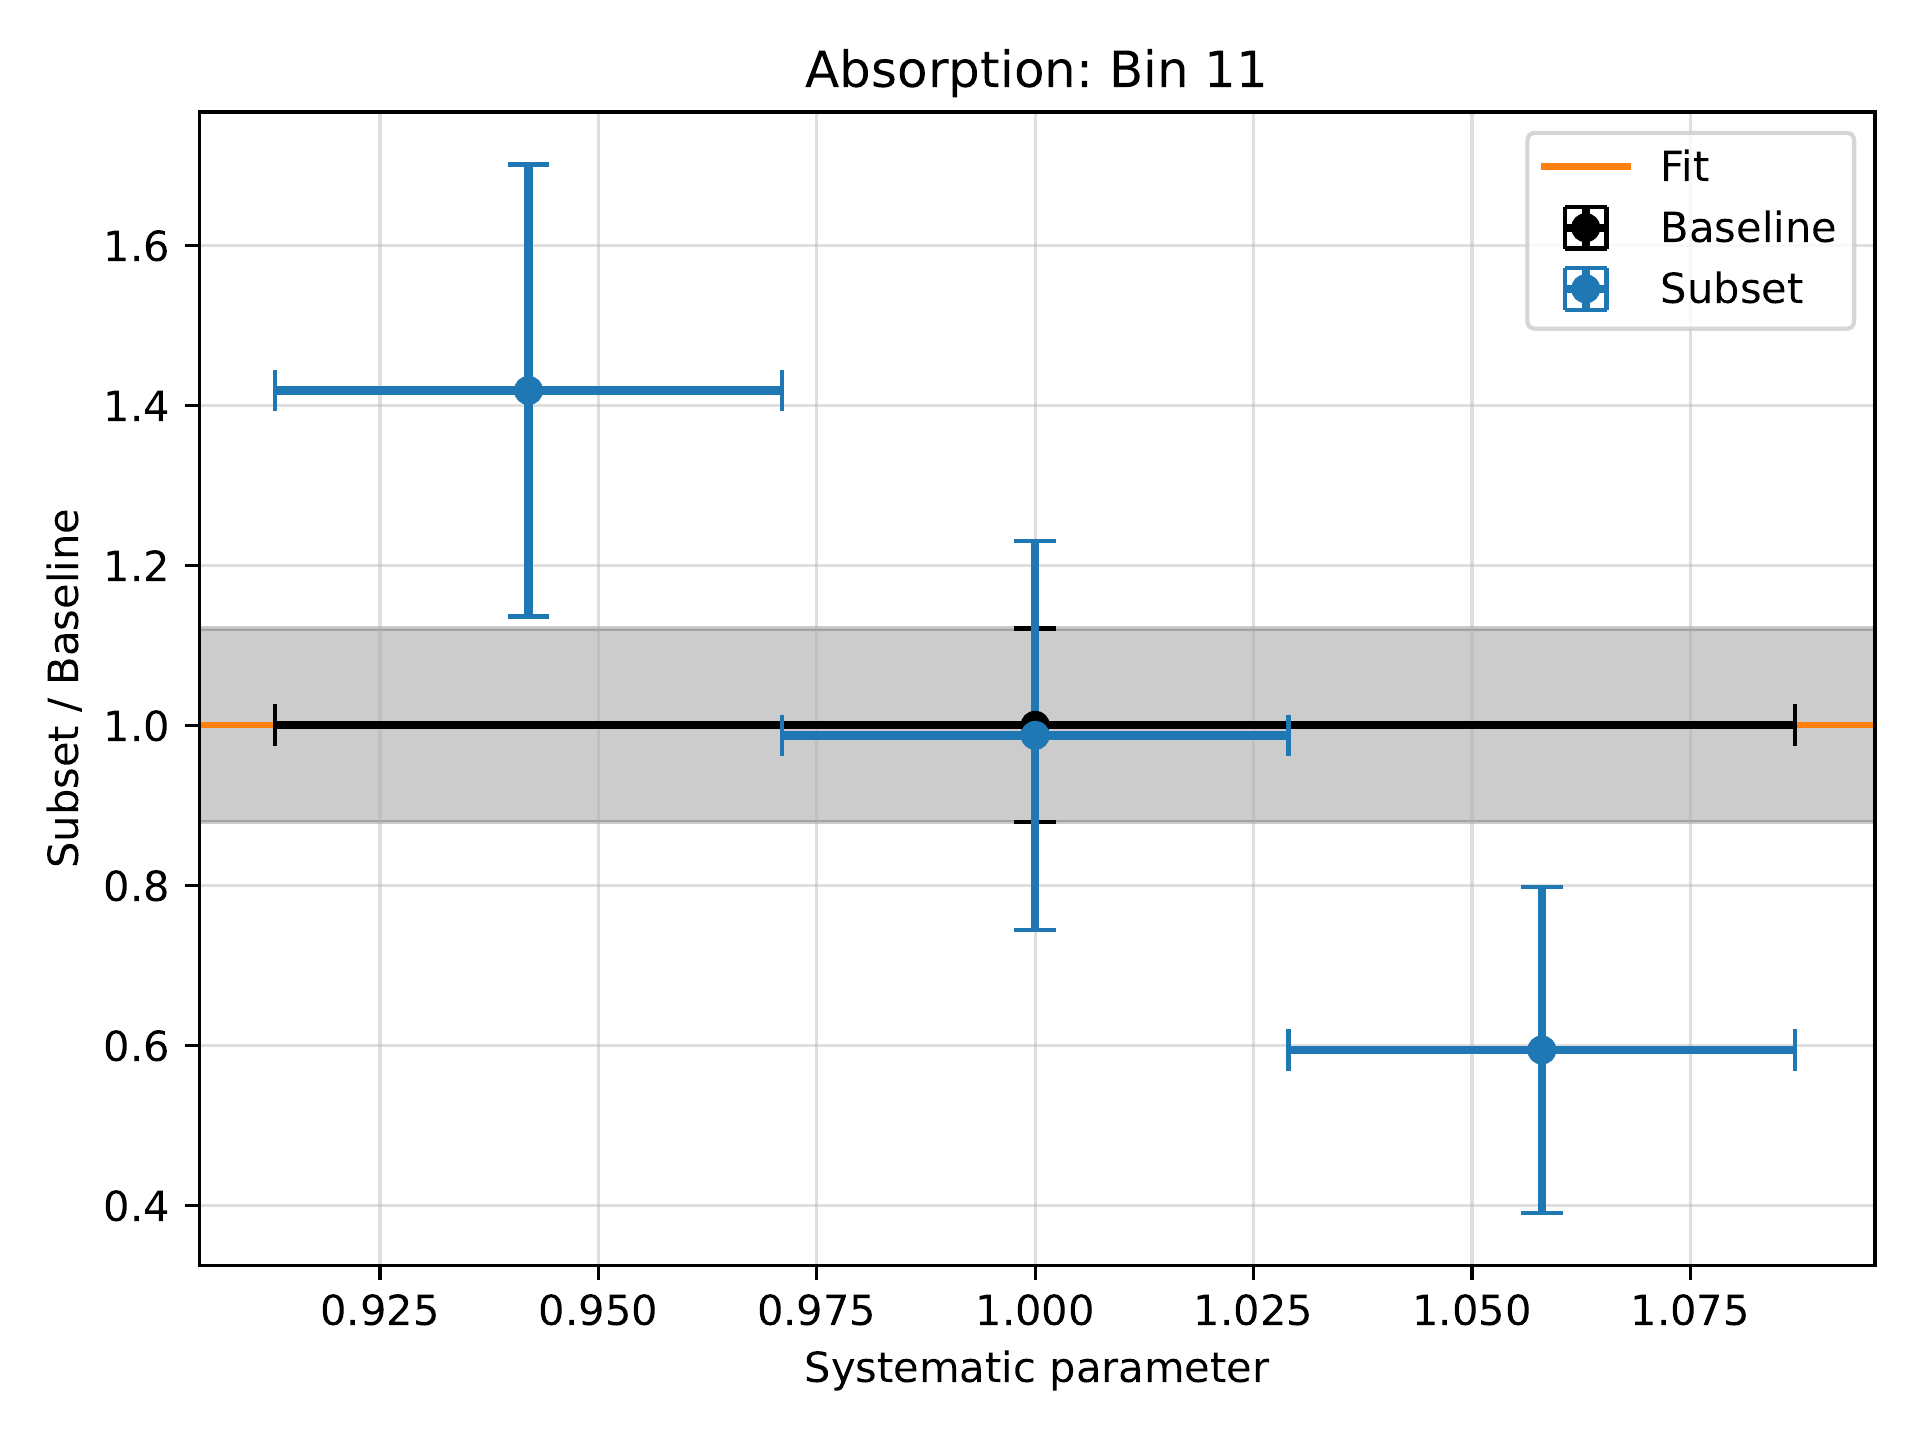 Absorption: Bin 11
Fit
Baseline
Subset
Subset / Baseline
1.6
1.4
1.2
1.0
0.8
0.6
0.4
0.925 0.950 0.975 1.000 1.025 1.050 1.075
Systematic parameter